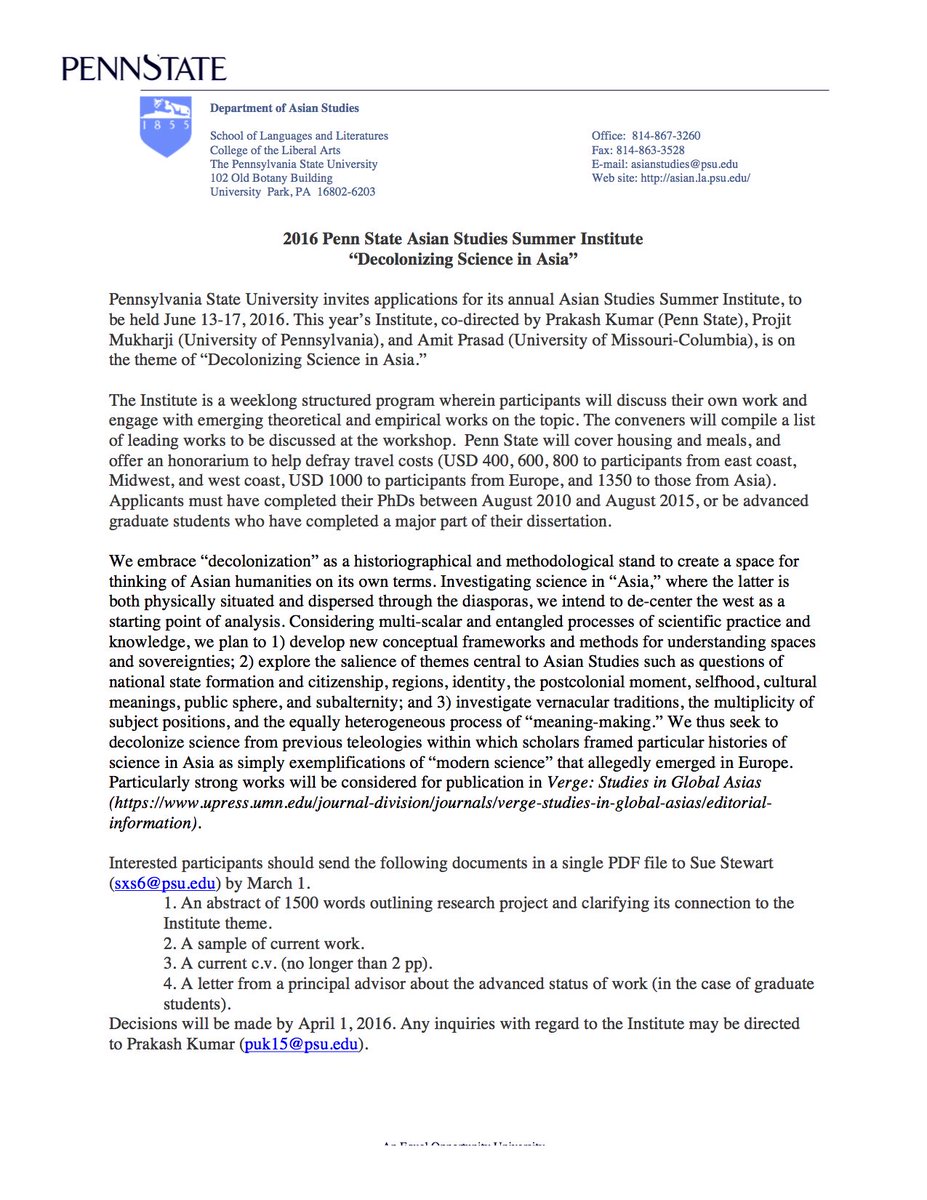 PENNSTATE
1855
Department of Asian Studies
School of Languages and Literatures
College of the Liberal Arts
The Pennsylvania State University
102 Old Botany Building
University Park, PA 16802-6203
Office: 814-867-3260
Fax: 814-863-3528
E-mail: asianstudies@psu.edu
Web site: http://asian.la.psu.edu/
2016 Penn State Asian Studies Summer Institute
“Decolonizing Science in Asia”
Pennsylvania State University invites applications for its annual Asian Studies Summer Institute, to
be held June 13-17, 2016. This year’s Institute, co-directed by Prakash Kumar (Penn State), Projit
Mukharji (University of Pennsylvania), and Amit Prasad (University of Missouri-Columbia), is on
the theme of “Decolonizing Science in Asia.”
The Institute is a weeklong structured program wherein participants will discuss their own work and
engage with emerging theoretical and empirical works on the topic. The conveners will compile a list
of leading works to be discussed at the workshop. Penn State will cover housing and meals, and
offer an honorarium to help defray travel costs (USD 400, 600, 800 to participants from east coast,
Midwest, and west coast, USD 1000 to participants from Europe, and 1350 to those from Asia).
Applicants must have completed their PhDs between August 2010 and August 2015, or be advanced
graduate students who have completed a major part of their dissertation.
We embrace “decolonization” as a historiographical and methodological stand to create a space for
thinking of Asian humanities on its own terms. Investigating science in “Asia,” where the latter is
both physically situated and dispersed through the diasporas, we intend to de-center the west as a
starting point of analysis. Considering multi-scalar and entangled processes of scientific practice and
knowledge, we plan to 1) develop new conceptual frameworks and methods for understanding spaces
and sovereignties; 2) explore the salience of themes central to Asian Studies such as questions of
national state formation and citizenship, regions, identity, the postcolonial moment, selfhood, cultural
meanings, public sphere, and subalternity; and 3) investigate vernacular traditions, the multiplicity of
subject positions, and the equally heterogeneous process of “meaning-making.” We thus seek to
decolonize science from previous teleologies within which scholars framed particular histories of
science in Asia as simply exemplifications of “modern science” that allegedly emerged in Europe.
Particularly strong works will be considered for publication in Verge: Studies in Global Asias
(https://www.upress.umn.edu/journal-division/journals/verge-studies-in-global-asias/editorial-
information).
Interested participants should send the following documents in a single PDF file to Sue Stewart
(sxs6@psu.edu) by March 1.
1. An abstract of 1500 words outlining research project and clarifying its connection to the
Institute theme.
2. A sample of current work.
3. A current c.v. (no longer than 2 pp).
4. A letter from a principal advisor about the advanced status of work (in the case of graduate
students).
Decisions will be made by April 1, 2016. Any inquiries with regard to the Institute may be directed
to Prakash Kumar (puk15@psu.edu).
An Equal Opportunity University